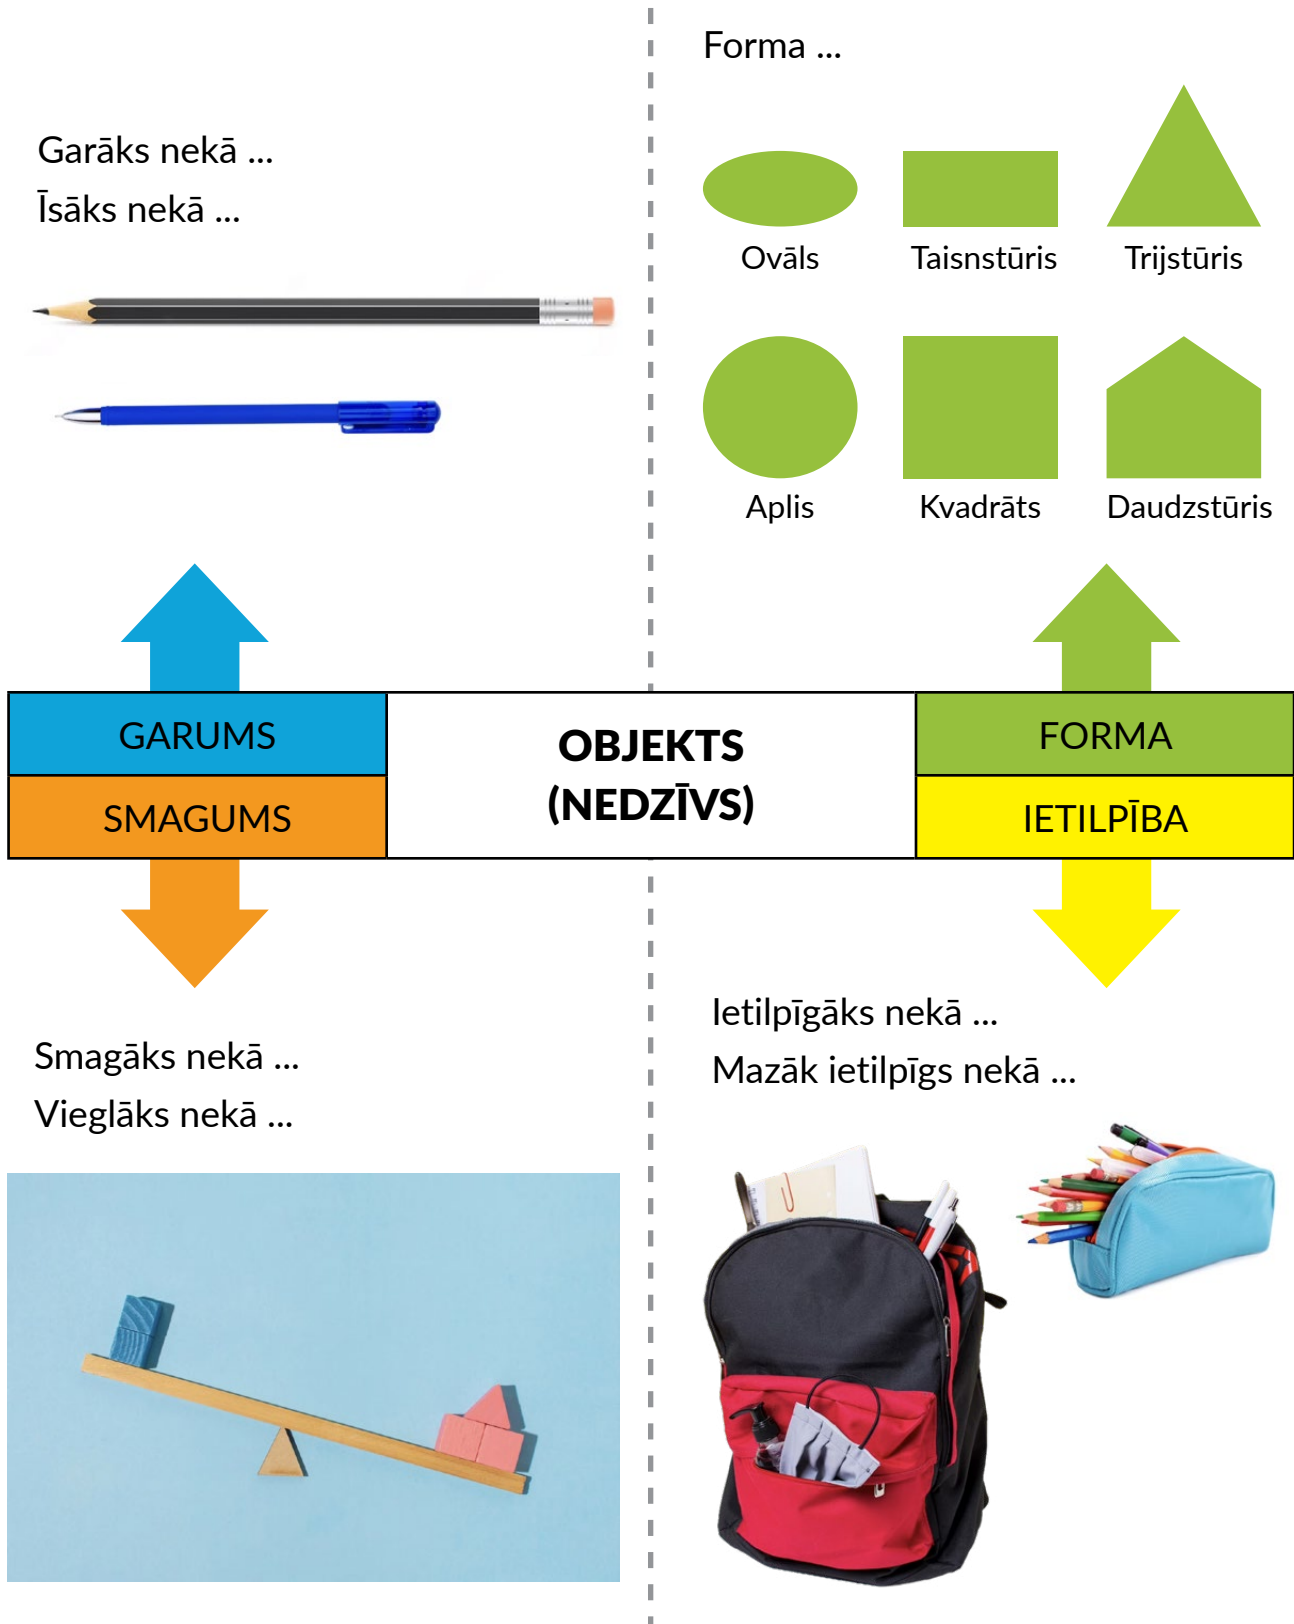 Garāks nekā ...
Īsāks nekā ...
Forma ...
Ovāls
Taisnstūris
Trijstūris
Aplis
Kvadrāts
Daudzstūris
GARUMS
SMAGUMS
OBJEKTS
(NEDZĪVS)
FORMA
IETILPĪBA
Smagāks nekā ...
Vieglāks nekā ...
Ietilpīgāks nekā ...
Mazāk ietilpīgs nekā ...